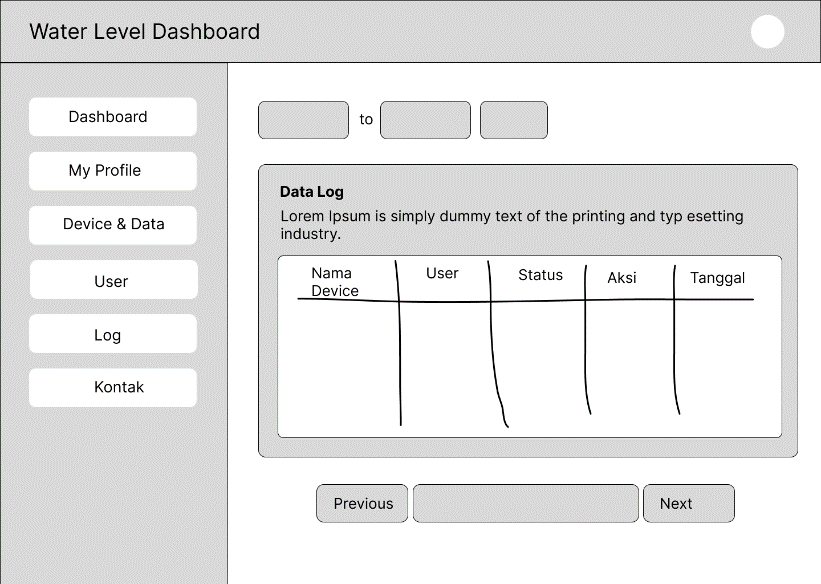 Water Level Dashboard
Dashboard
My Profile
Device & Data
User
Log
Kontak
to
Data Log
Lorem Ipsum is simply dummy text of the printing and typ esetting
industry.
Nama
Device
User
Status
Aksi
Tanggal
Previous
Next